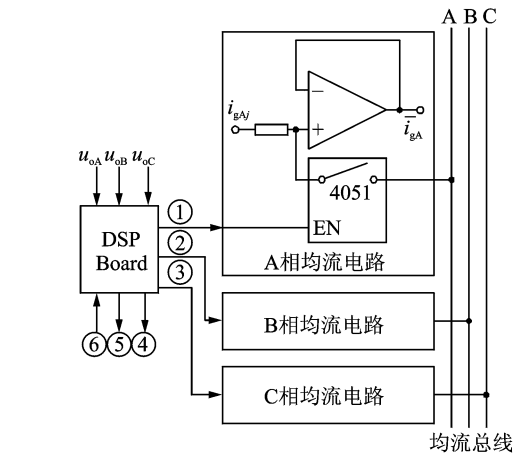 A B C
−
i_gAj
+
i̅_gA
4051
EN
A相均流电路
u_oA u_oB u_oC
DSP
Board
①
②
③
B相均流电路
⑥ ⑤ ④
C相均流电路
均流总线